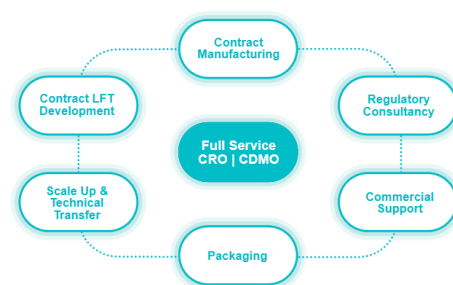 Contract
Manufacturing
Contract LFT
Development
Regulatory
Consultancy
Full Service
CRO | CDMO
Scale Up &
Technical
Transfer
Commercial
Support
Packaging